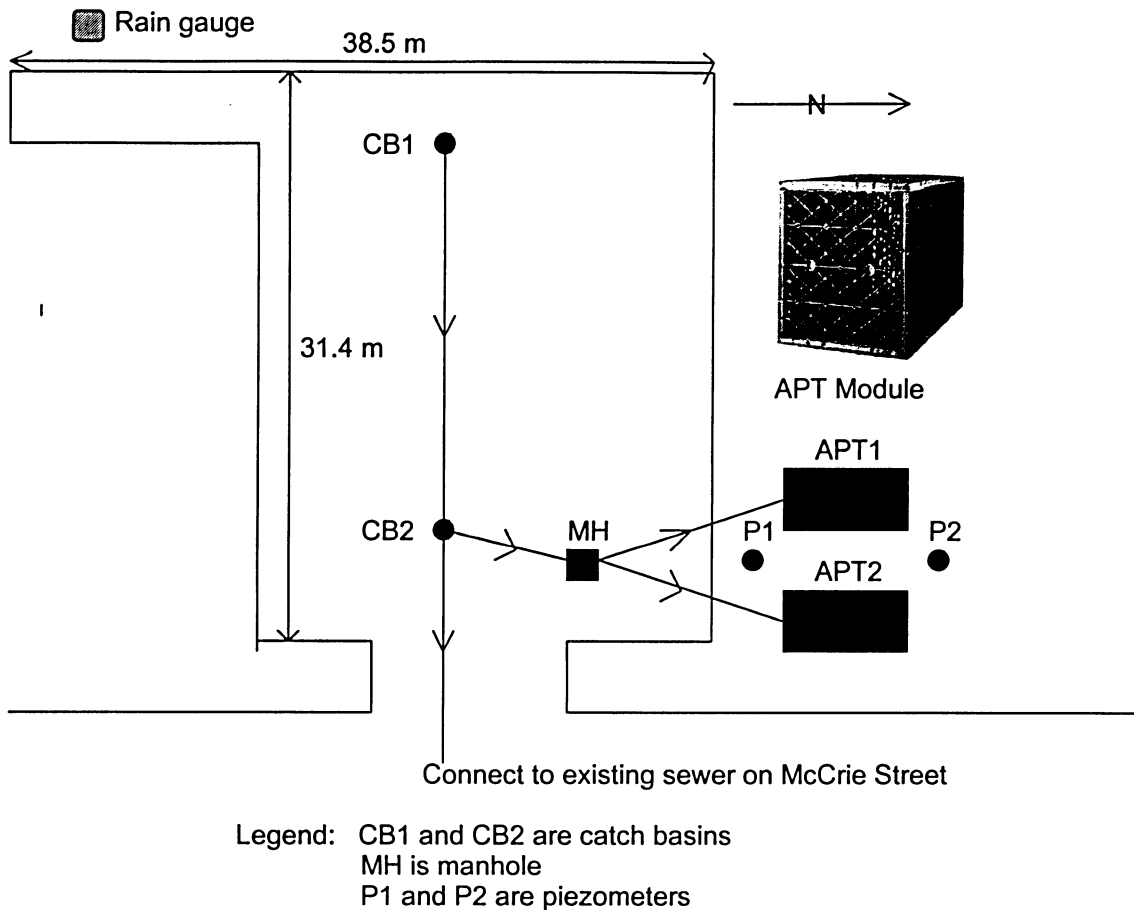 Rain gauge
38.5 m
N
CB1
31.4 m
APT Module
APT1
CB2
MH
P1
P2
APT2
Connect to existing sewer on McCrie Street
Legend: CB1 and CB2 are catch basins
MH is manhole
P1 and P2 are piezometers